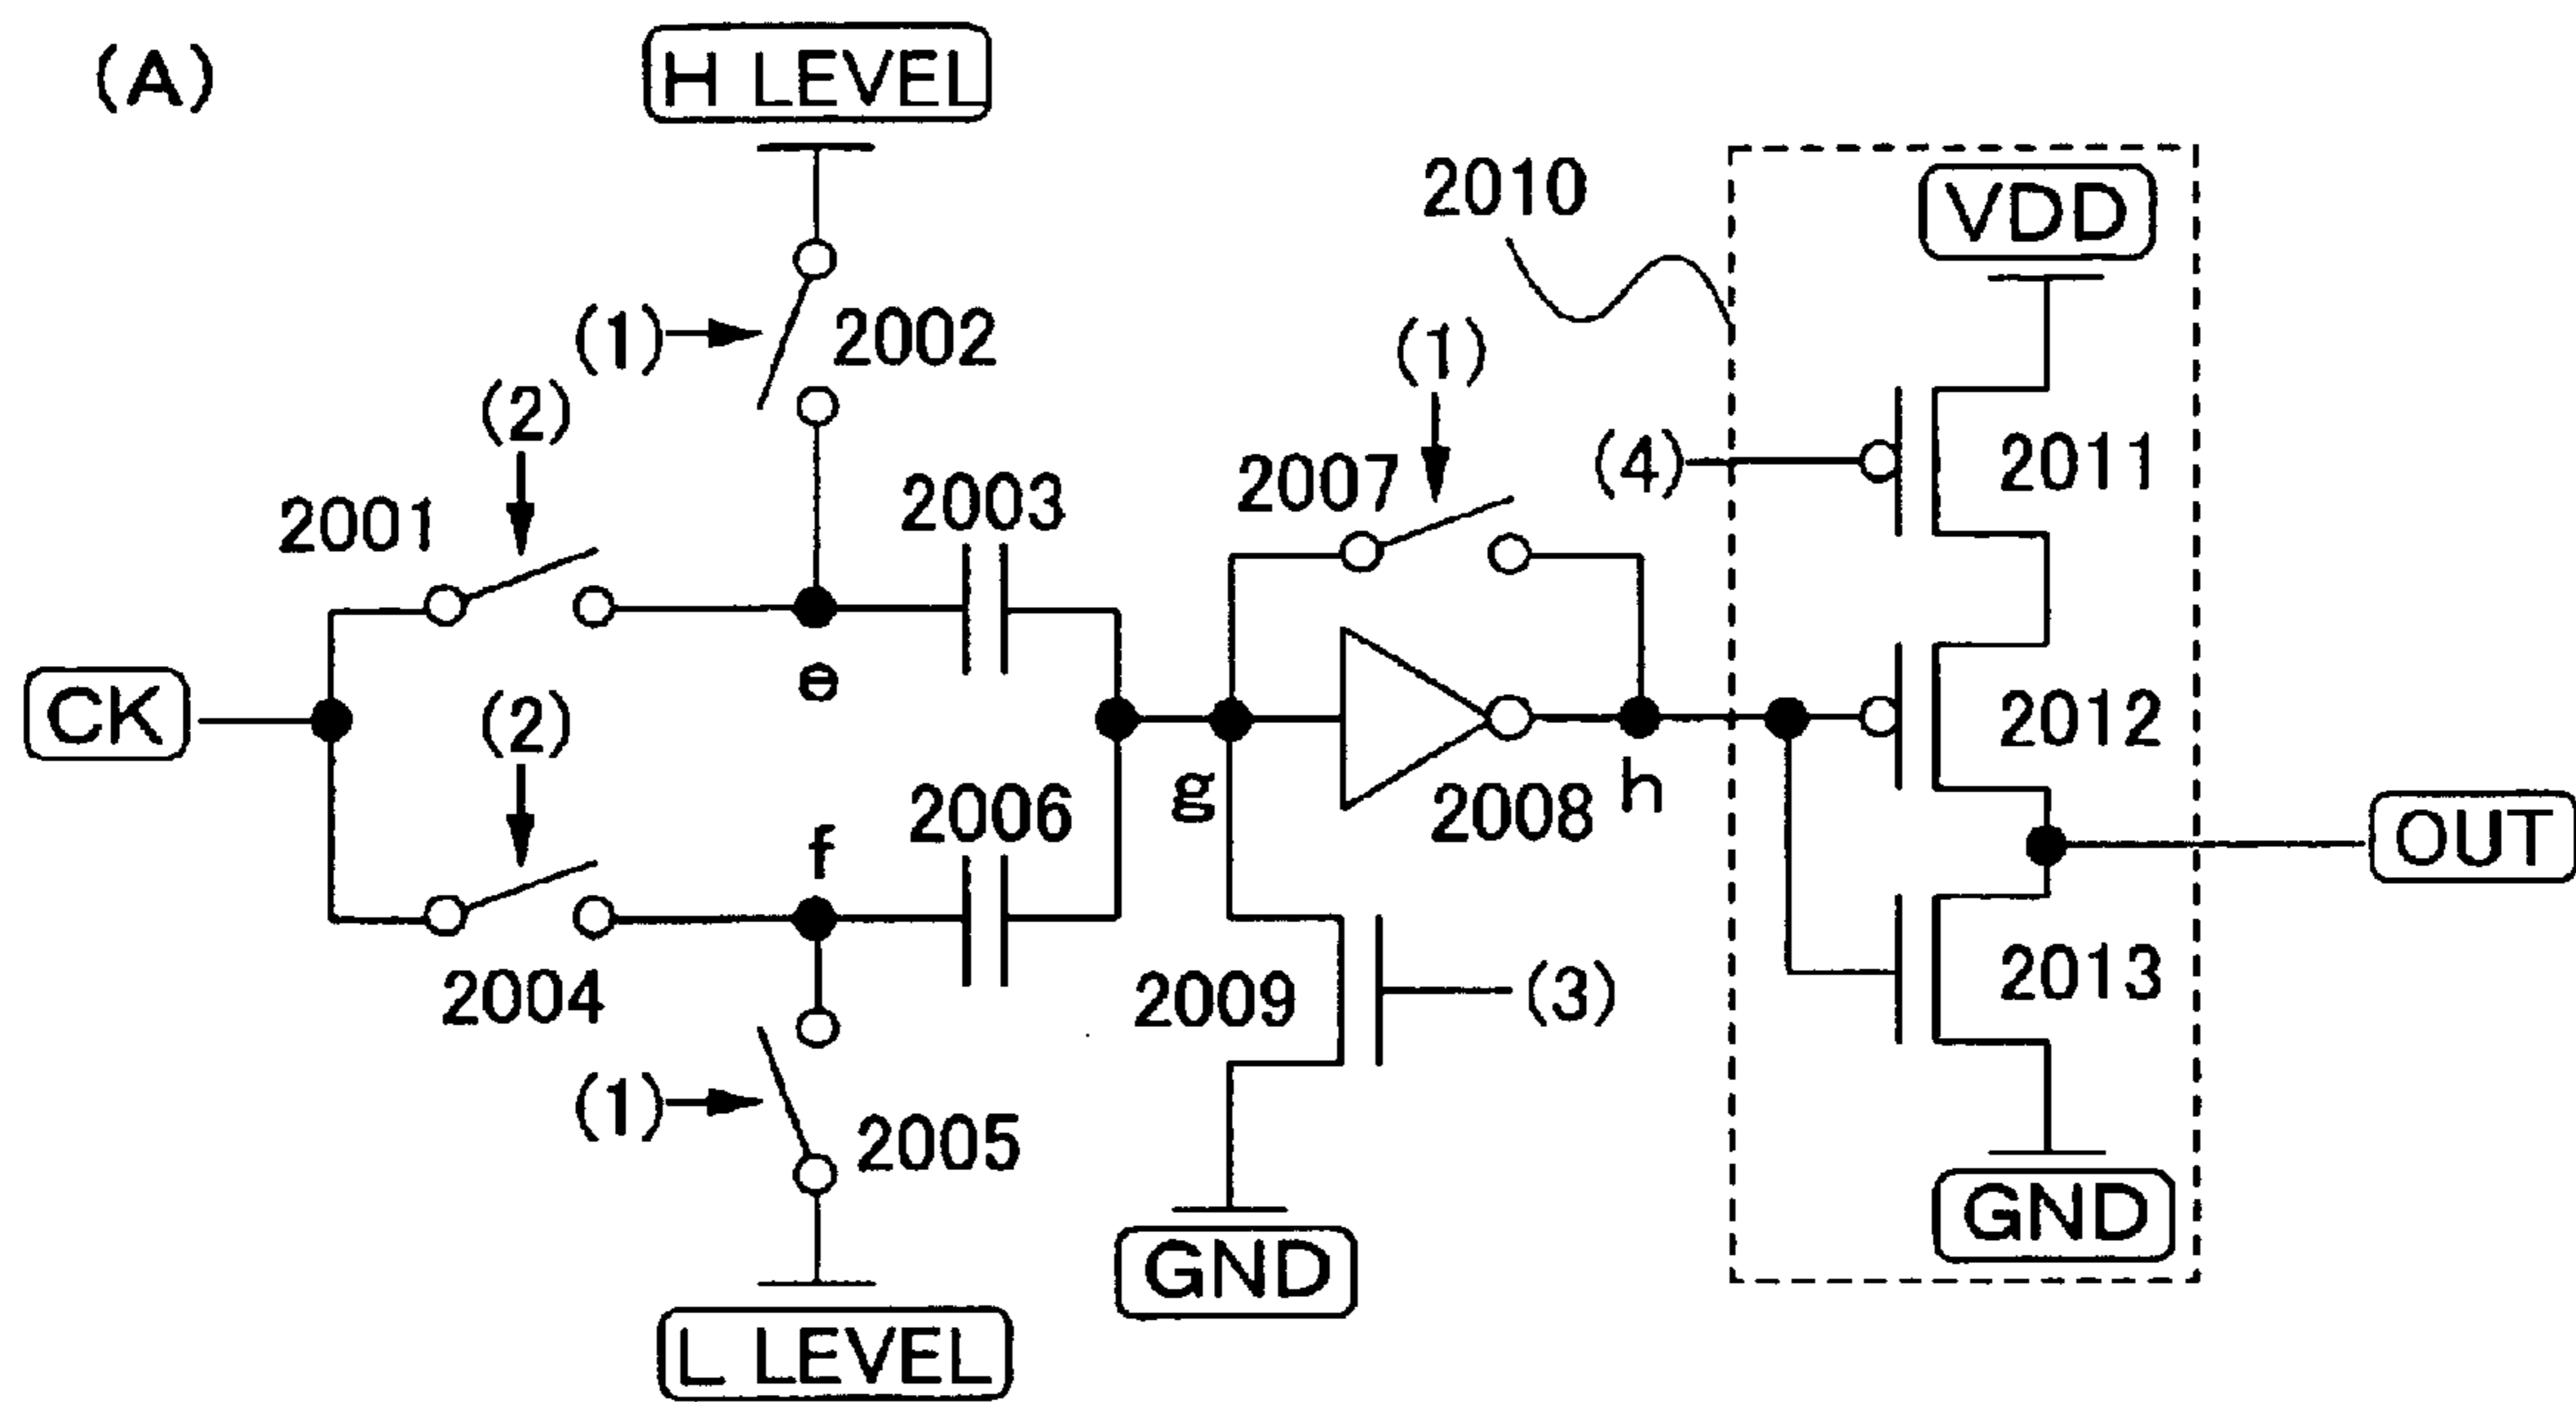 (A)
H LEVEL
2010
VDD
(1)
2002
(1)
(2)
2007
(4)
2011
2001
2003
e
CK
(2)
2012
f
2006
g
2008
h
OUT
2004
2009
(3)
2013
(1)
2005
GND
GND
L LEVEL